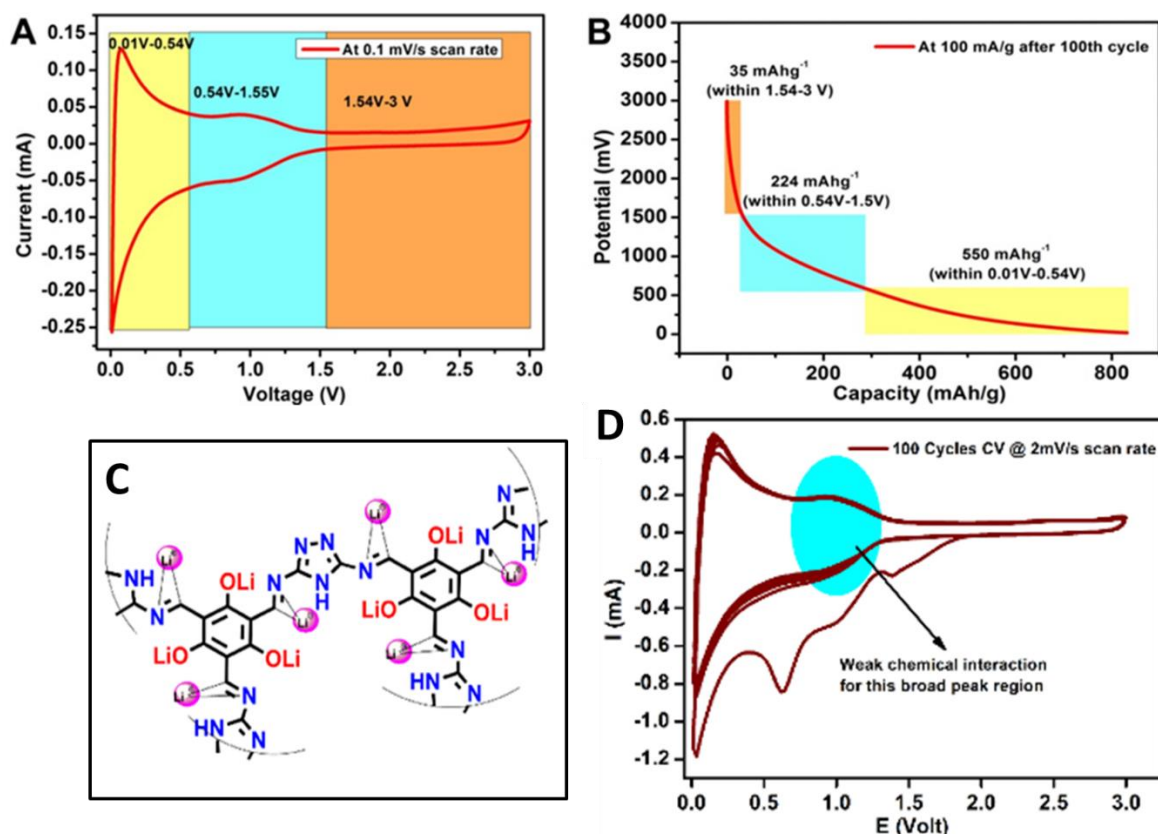 A
0.01V-0.54V
At 0.1 mV/s scan rate
0.54V-1.55V
1.54V-3 V
0.15
0.10
0.05
0.00
-0.05
-0.10
-0.15
-0.20
-0.25
Current (mA)
0.0 0.5 1.0 1.5 2.0 2.5 3.0
Voltage (V)
B
At 100 mA/g after 100th cycle
35 mAhg-1
(within 1.54-3 V)
224 mAhg-1
(within 0.54V-1.5V)
550 mAhg-1
(within 0.01V-0.54V)
4000
3500
3000
2500
2000
1500
1000
500
0
Potential (mV)
0 200 400 600 800
Capacity (mAh/g)
C
N
NH
N
Li
N N
N
N
H
N
Li
N
N
N
H
Li
OLi
OLi
LiO
OLi
NH
N
Li
N
Li
LiO
OLi
Li
N
HN
N
Li
N
HN
N
D
100 Cycles CV @ 2mV/s scan rate
Weak chemical interaction
for this broad peak region
0.6
0.4
0.2
0.0
-0.2
-0.4
-0.6
-0.8
-1.0
-1.2
I (mA)
0.0 0.5 1.0 1.5 2.0 2.5 3.0
E (Volt)